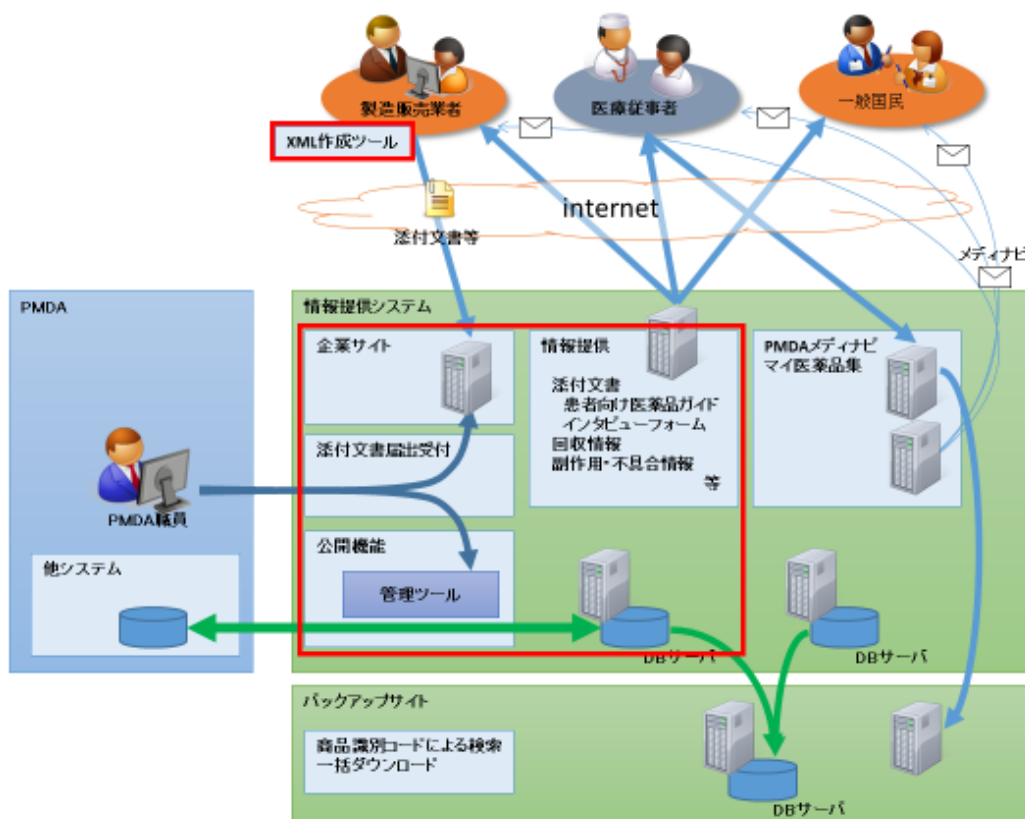 製造販売業者
医療従事者
一般国民
XML作成ツール
internet
添付文書等
メディナビ
PMDA
情報提供システム
企業サイト
情報提供
PMDAメディナビ
マイ医薬品集
添付文書
患者向け医薬品ガイド
インタビューフォーム
回収情報
副作用・不具合情報
等
添付文書届出受付
PMDA職員
公開機能
管理ツール
他システム
DBサーバ
DBサーバ
バックアップサイト
商品識別コードによる検索
一括ダウンロード
DBサーバ